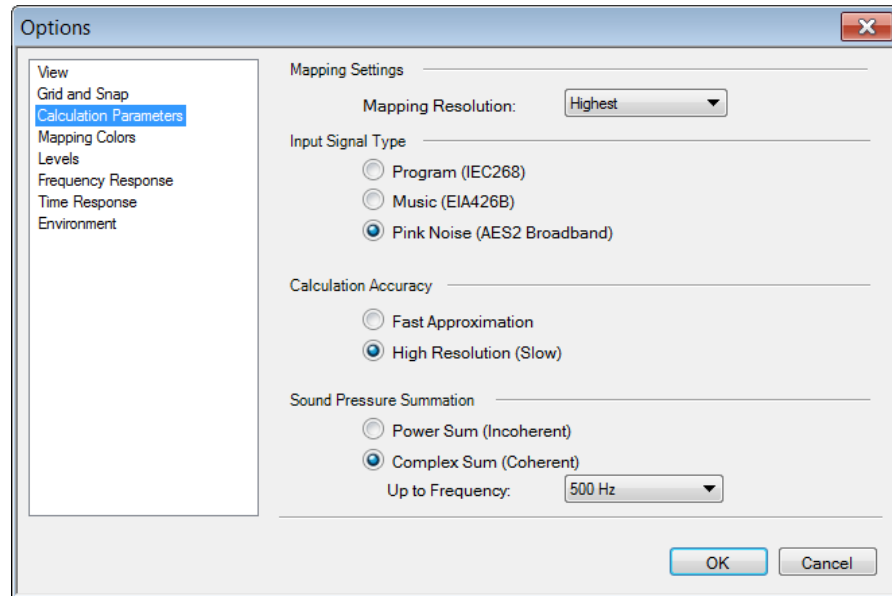 Options
View
Grid and Snap
Calculation Parameters
Mapping Colors
Levels
Frequency Response
Time Response
Environment
Mapping Settings
Mapping Resolution: Highest
Input Signal Type
Program (IEC268)
Music (EIA426B)
Pink Noise (AES2 Broadband)
Calculation Accuracy
Fast Approximation
High Resolution (Slow)
Sound Pressure Summation
Power Sum (Incoherent)
Complex Sum (Coherent)
Up to Frequency: 500 Hz
OK Cancel